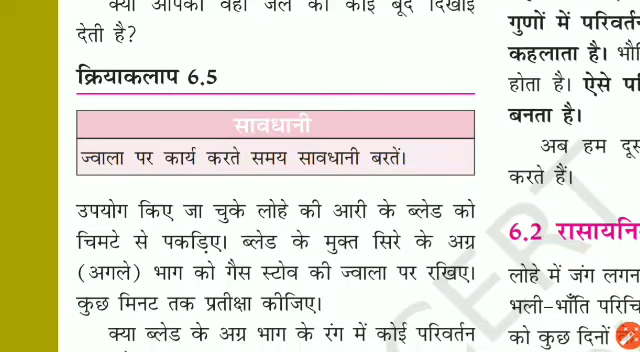 क्या आपको वहाँ जल की कोई बूँद दिखाई
देती है?
क्रियाकलाप 6.5
सावधानी
ज्वाला पर कार्य करते समय सावधानी बरतें।
उपयोग किए जा चुके लोहे की आरी के ब्लेड को
चिमटे से पकड़िए। ब्लेड के मुक्त सिरे के अग्र
(अगले) भाग को गैस स्टोव की ज्वाला पर रखिए।
कुछ मिनट तक प्रतीक्षा कीजिए।
क्या ब्लेड के अग्र भाग के रंग में कोई परिवर्तन
गुणों में परिवर्तन
कहलाता है। भौ
होता है। ऐसे परि
बनता है।
अब हम दूस
करते हैं।
6.2 रासायनि
लोहे में जंग लगन
भली-भाँति परिचि
को कुछ दिनों